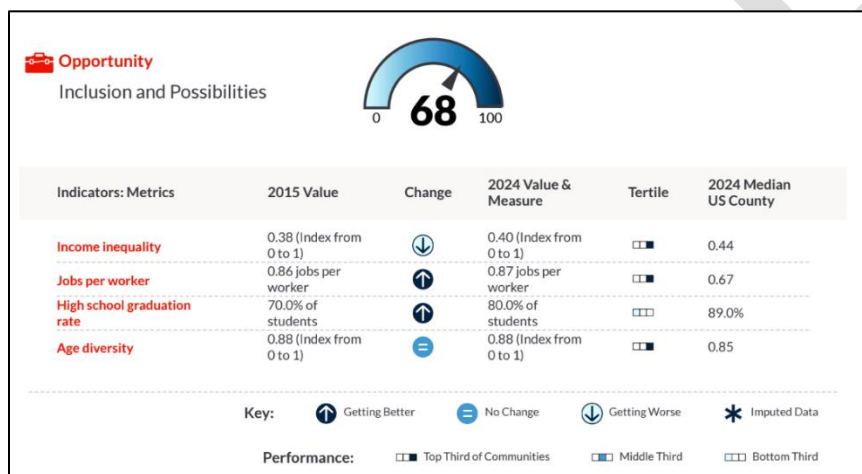 Opportunity
Inclusion and Possibilities
0 68 100
Indicators: Metrics 2015 Value Change 2024 Value & Measure Tertile 2024 Median US County
Income inequality 0.38 (Index from 0 to 1) 0.40 (Index from 0 to 1) 0.44
Jobs per worker 0.86 jobs per worker 0.87 jobs per worker 0.67
High school graduation rate 70.0% of students 80.0% of students 89.0%
Age diversity 0.88 (Index from 0 to 1) 0.88 (Index from 0 to 1) 0.85
Key: Getting Better No Change Getting Worse Imputed Data
Performance: Top Third of Communities Middle Third Bottom Third